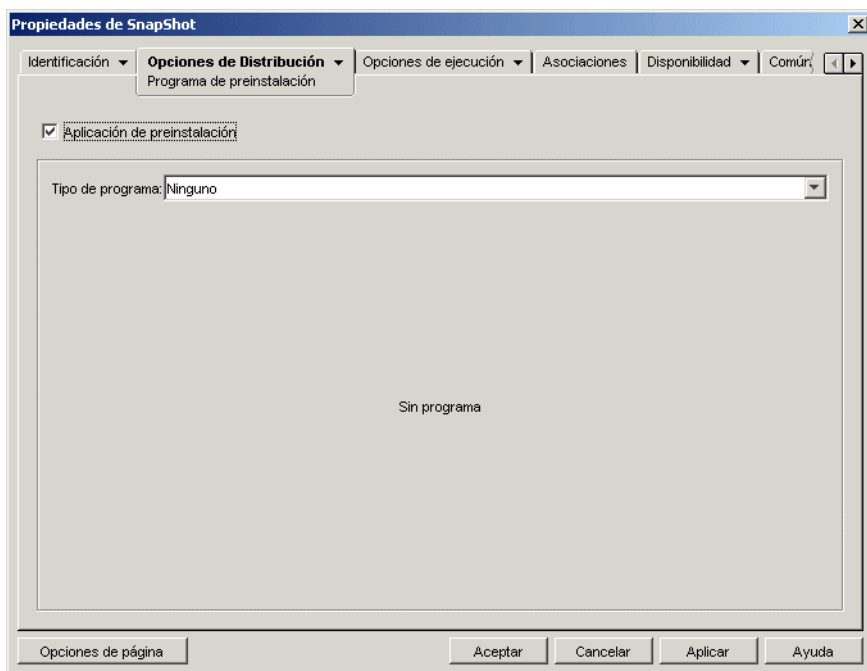 Propiedades de SnapShot
Identificación Opciones de Distribución Opciones de ejecución Asociaciones Disponibilidad Común
Programa de preinstalación
Aplicación de preinstalación
Tipo de programa: Ninguno
Sin programa
Opciones de página Aceptar Cancelar Aplicar Ayuda